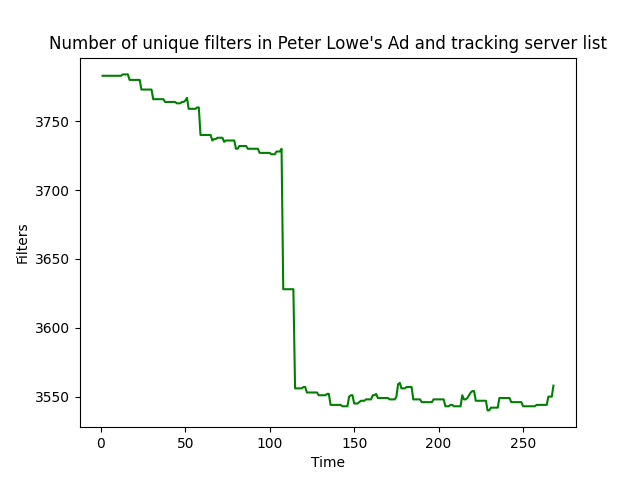 Number of unique filters in Peter Lowe's Ad and tracking server list
Filters
3750
3700
3650
3600
3550
0 50 100 150 200 250
Time